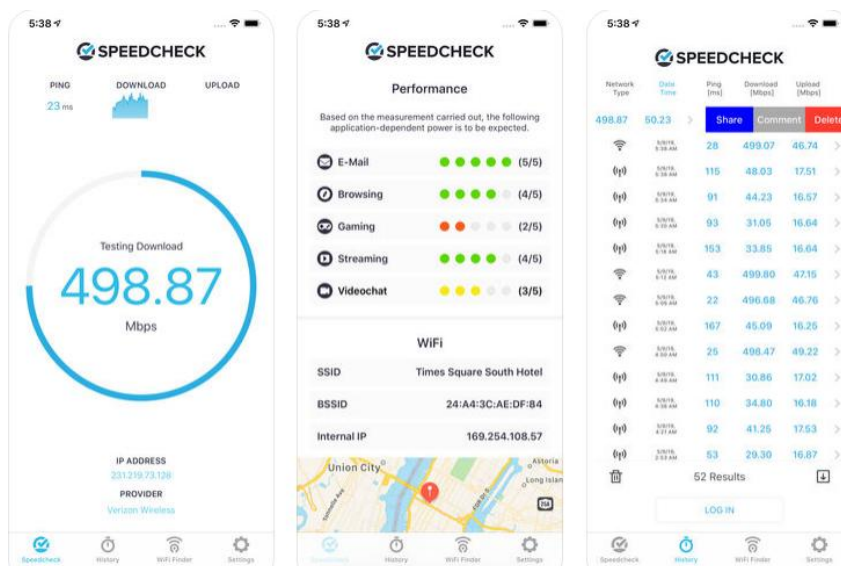 5:38
SPEEDCHECK
PING DOWNLOAD UPLOAD
23 ms
Testing Download
498.87
Mbps
IP ADDRESS
231.219.73.128
PROVIDER
Verizon Wireless
Speedcheck History WiFi Finder Settings
5:38
SPEEDCHECK
Performance
Based on the measurement carried out, the following
application-dependent power is to be expected.
E-Mail (5/5)
Browsing (4/5)
Gaming (2/5)
Streaming (4/5)
Videochat (3/5)
WiFi
SSID Times Square South Hotel
BSSID 24:A4:3C:AE:DF:84
Internal IP 169.254.108.57
Union City
Astoria
Long Islan
25A
Speedcheck History WiFi Finder Settings
5:38
SPEEDCHECK
Network Date Ping Download Upload
Type Time [ms] [Mbps] [Mbps]
498.87 50.23 Share Comment Delete
28 499.07 46.74
115 48.03 17.51
91 44.23 16.57
93 31.05 16.64
153 33.85 16.64
43 499.80 47.15
22 496.68 46.76
167 45.09 16.25
25 498.47 49.22
111 30.86 17.02
110 34.80 16.18
92 41.25 17.53
53 29.30 16.87
52 Results
LOG IN
Speedcheck History WiFi Finder Settings